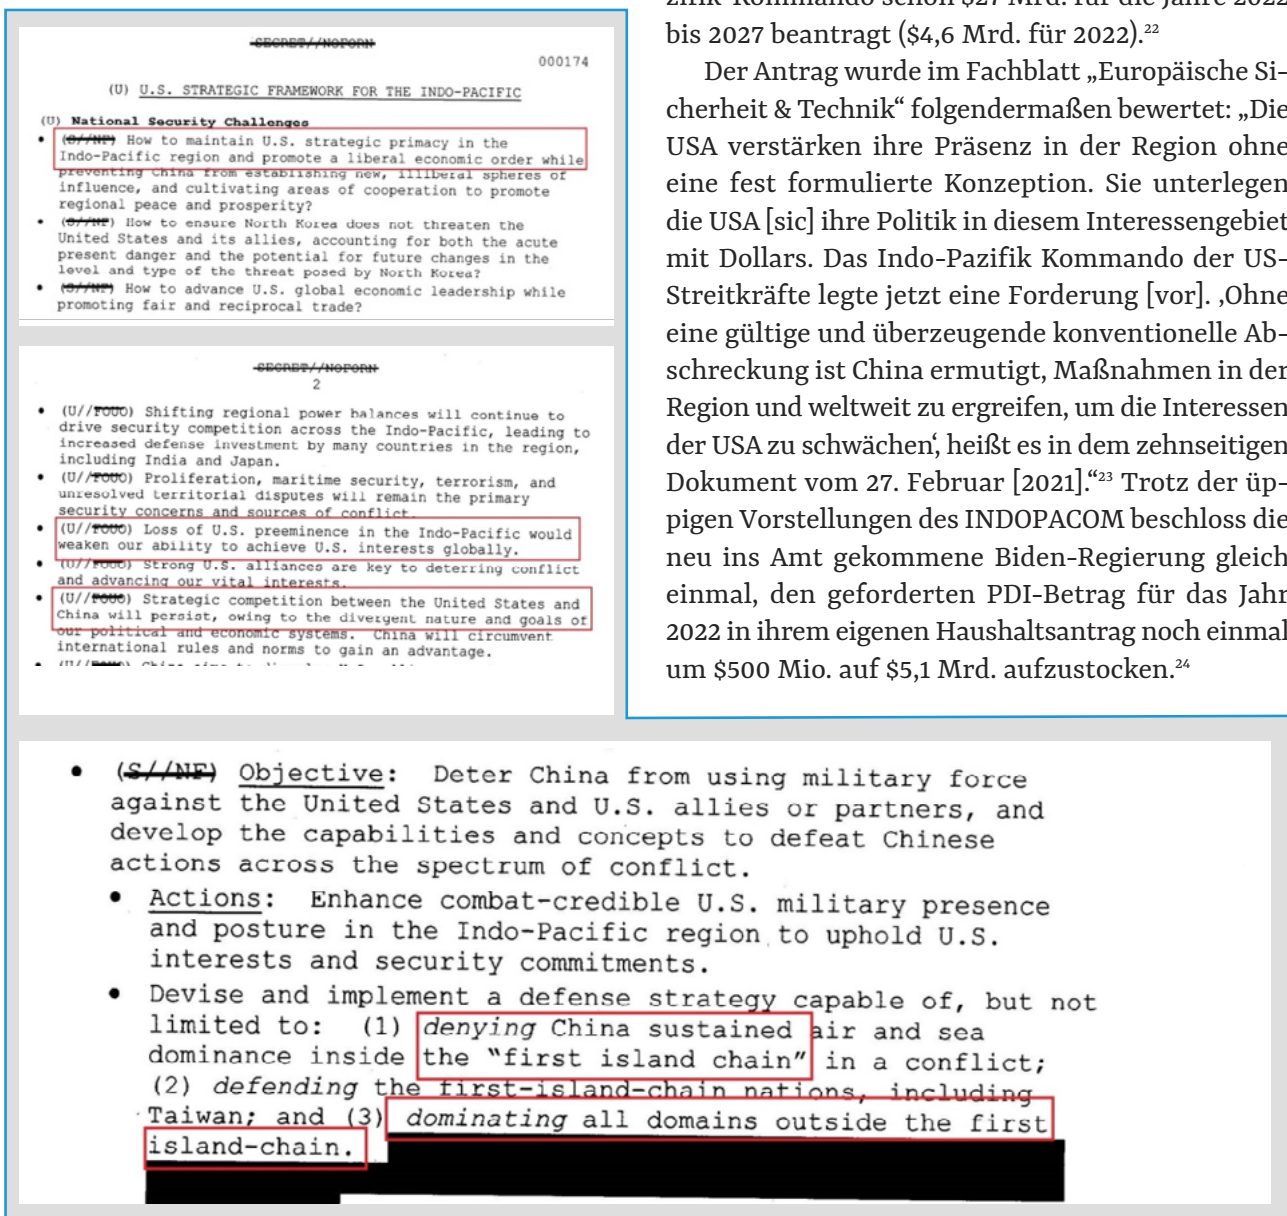 SECRET//NOFORN
000174
(U) U.S. STRATEGIC FRAMEWORK FOR THE INDO-PACIFIC
(U) National Security Challenges
• (S//NF) How to maintain U.S. strategic primacy in the
Indo-Pacific region and promote a liberal economic order while
preventing China from establishing new, illiberal spheres of
influence, and cultivating areas of cooperation to promote
regional peace and prosperity?
• (S//NF) How to ensure North Korea does not threaten the
United States and its allies, accounting for both the acute
present danger and the potential for future changes in the
level and type of the threat posed by North Korea?
• (S//NF) How to advance U.S. global economic leadership while
promoting fair and reciprocal trade?
SECRET//NOFORN
2
• (U//FOUO) Shifting regional power balances will continue to
drive security competition across the Indo-Pacific, leading to
increased defense investment by many countries in the region,
including India and Japan.
• (U//FOUO) Proliferation, maritime security, terrorism, and
unresolved territorial disputes will remain the primary
security concerns and sources of conflict.
• (U//FOUO) Loss of U.S. preeminence in the Indo-Pacific would
weaken our ability to achieve U.S. interests globally.
• (U//FOUO) Strong U.S. alliances are key to deterring conflict
and advancing our vital interests.
• (U//FOUO) Strategic competition between the United States and
China will persist, owing to the divergent nature and goals of
our political and economic systems. China will circumvent
international rules and norms to gain an advantage.
zifik-Kommando schon $27 Mrd. für die Jahre 2022
bis 2027 beantragt ($4,6 Mrd. für 2022).²²
Der Antrag wurde im Fachblatt „Europäische Si-
cherheit & Technik“ folgendermaßen bewertet: „Die
USA verstärken ihre Präsenz in der Region ohne
eine fest formulierte Konzeption. Sie unterlegen
die USA [sic] ihre Politik in diesem Interessengebiet
mit Dollars. Das Indo-Pazifik Kommando der US-
Streitkräfte legte jetzt eine Forderung [vor]. ‚Ohne
eine gültige und überzeugende konventionelle Ab-
schreckung ist China ermutigt, Maßnahmen in der
Region und weltweit zu ergreifen, um die Interessen
der USA zu schwächen‘, heißt es in dem zehnseitigen
Dokument vom 27. Februar [2021].“²³ Trotz der üp-
pigen Vorstellungen des INDOPACOM beschloss die
neu ins Amt gekommene Biden-Regierung gleich
einmal, den geforderten PDI-Betrag für das Jahr
2022 in ihrem eigenen Haushaltsantrag noch einmal
um $500 Mio. auf $5,1 Mrd. aufzustocken.²⁴
• (S//NF) Objective: Deter China from using military force
against the United States and U.S. allies or partners, and
develop the capabilities and concepts to defeat Chinese
actions across the spectrum of conflict.
• Actions: Enhance combat-credible U.S. military presence
and posture in the Indo-Pacific region to uphold U.S.
interests and security commitments.
• Devise and implement a defense strategy capable of, but not
limited to: (1) denying China sustained air and sea
dominance inside the "first island chain" in a conflict;
(2) defending the first-island-chain nations, including
Taiwan; and (3) dominating all domains outside the first
island-chain.